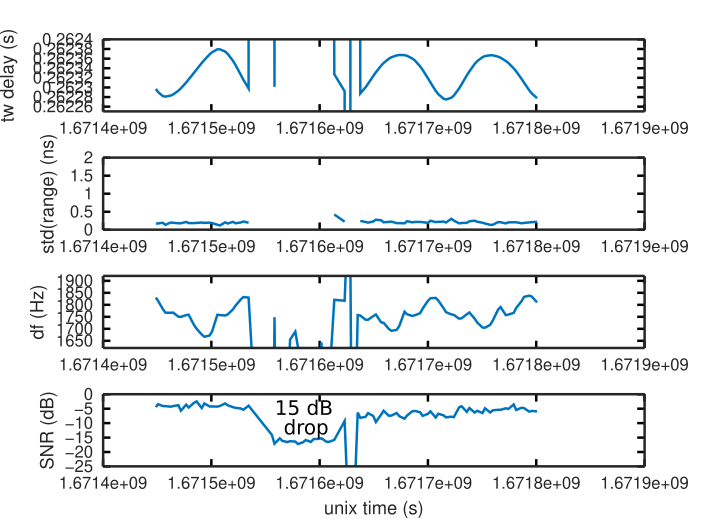 tw delay (s)
0.2624
0.26238
0.26236
0.26234
0.26232
0.2623
0.26228
0.26226
1.6714e+09 1.6715e+09 1.6716e+09 1.6717e+09 1.6718e+09 1.6719e+09
std(range) (ns)
2
1.5
1
0.5
0
1.6714e+09 1.6715e+09 1.6716e+09 1.6717e+09 1.6718e+09 1.6719e+09
df (Hz)
1900
1850
1800
1750
1700
1650
1.6714e+09 1.6715e+09 1.6716e+09 1.6717e+09 1.6718e+09 1.6719e+09
SNR (dB)
0
−5
−10
−15
−20
−25
15 dB
drop
1.6714e+09 1.6715e+09 1.6716e+09 1.6717e+09 1.6718e+09 1.6719e+09
unix time (s)